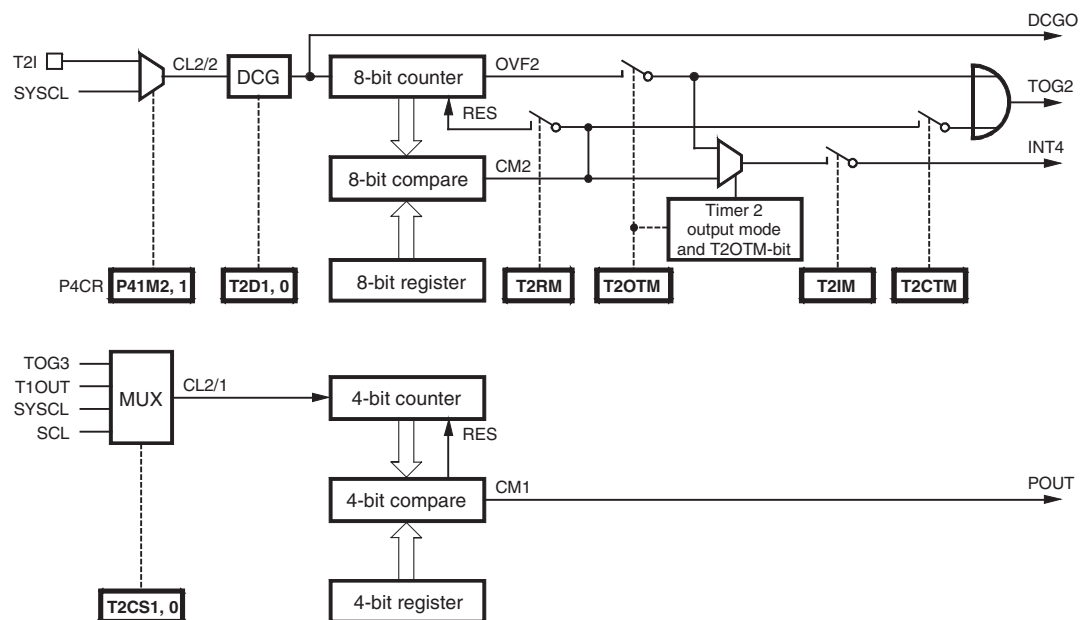 DCGO
T2I
CL2/2
DCG
8-bit counter
OVF2
TOG2
SYSCL
RES
INT4
8-bit compare
CM2
Timer 2
output mode
and T2OTM-bit
P4CR
P41M2, 1
T2D1, 0
8-bit register
T2RM
T2OTM
T2IM
T2CTM
TOG3
T1OUT
SYSCL
SCL
MUX
CL2/1
4-bit counter
RES
POUT
4-bit compare
CM1
T2CS1, 0
4-bit register